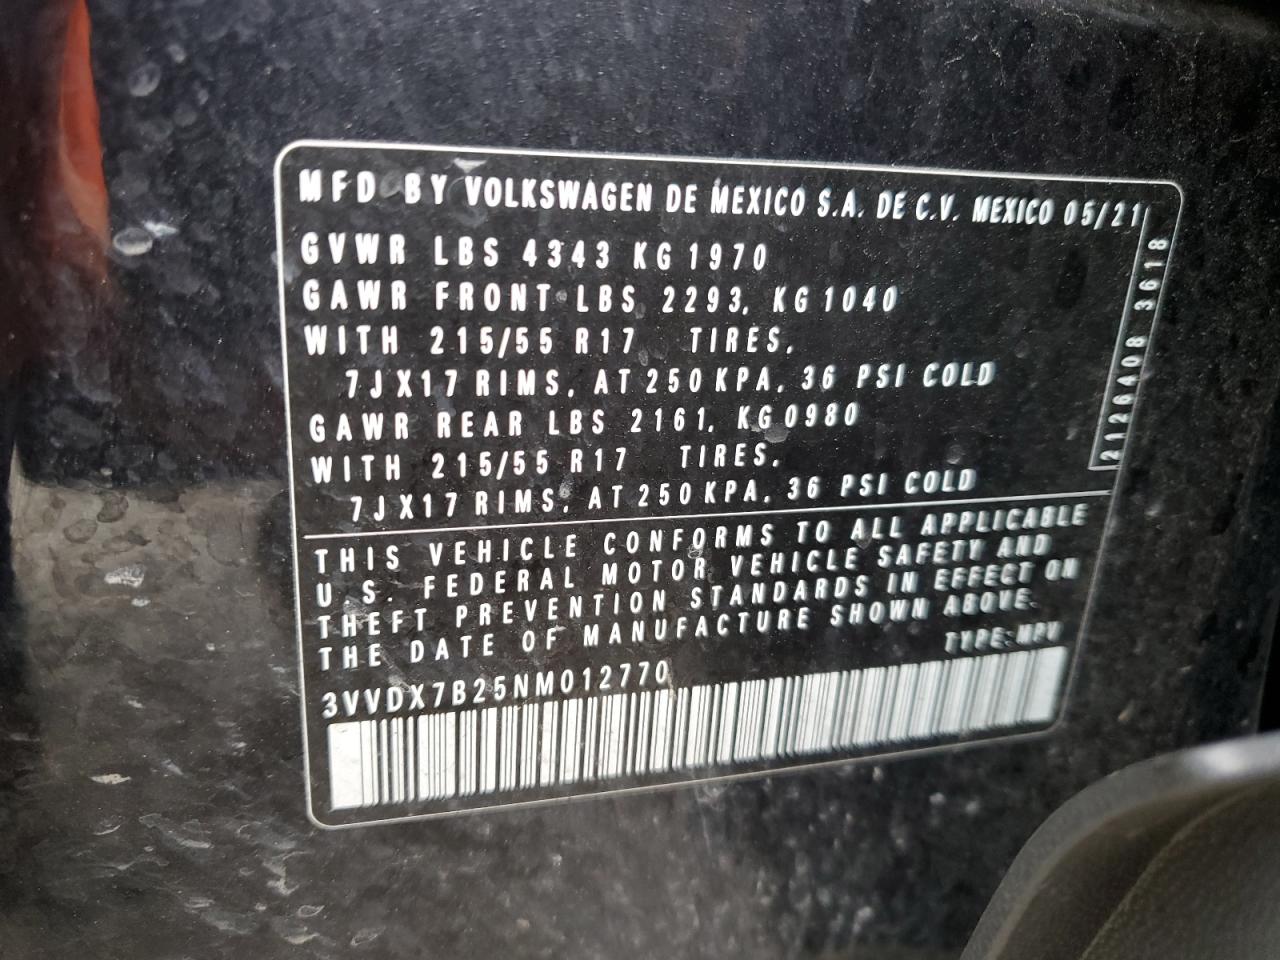 MFD BY VOLKSWAGEN DE MEXICO S.A. DE C.V. MEXICO 05/21
GVWR LBS 4343 KG 1970
GAWR FRONT LBS 2293, KG 1040
WITH 215/55 R17 TIRES,
7JX17 RIMS, AT 250 KPA, 36 PSI COLD
GAWR REAR LBS 2161, KG 0980
WITH 215/55 R17 TIRES,
7JX17 RIMS, AT 250 KPA, 36 PSI COLD
2126408 3618
THIS VEHICLE CONFORMS TO ALL APPLICABLE
U.S. FEDERAL MOTOR VEHICLE SAFETY AND
THEFT PREVENTION STANDARDS IN EFFECT ON
THE DATE OF MANUFACTURE SHOWN ABOVE.
TYPE: MPV
3VVDX7B25NM012770